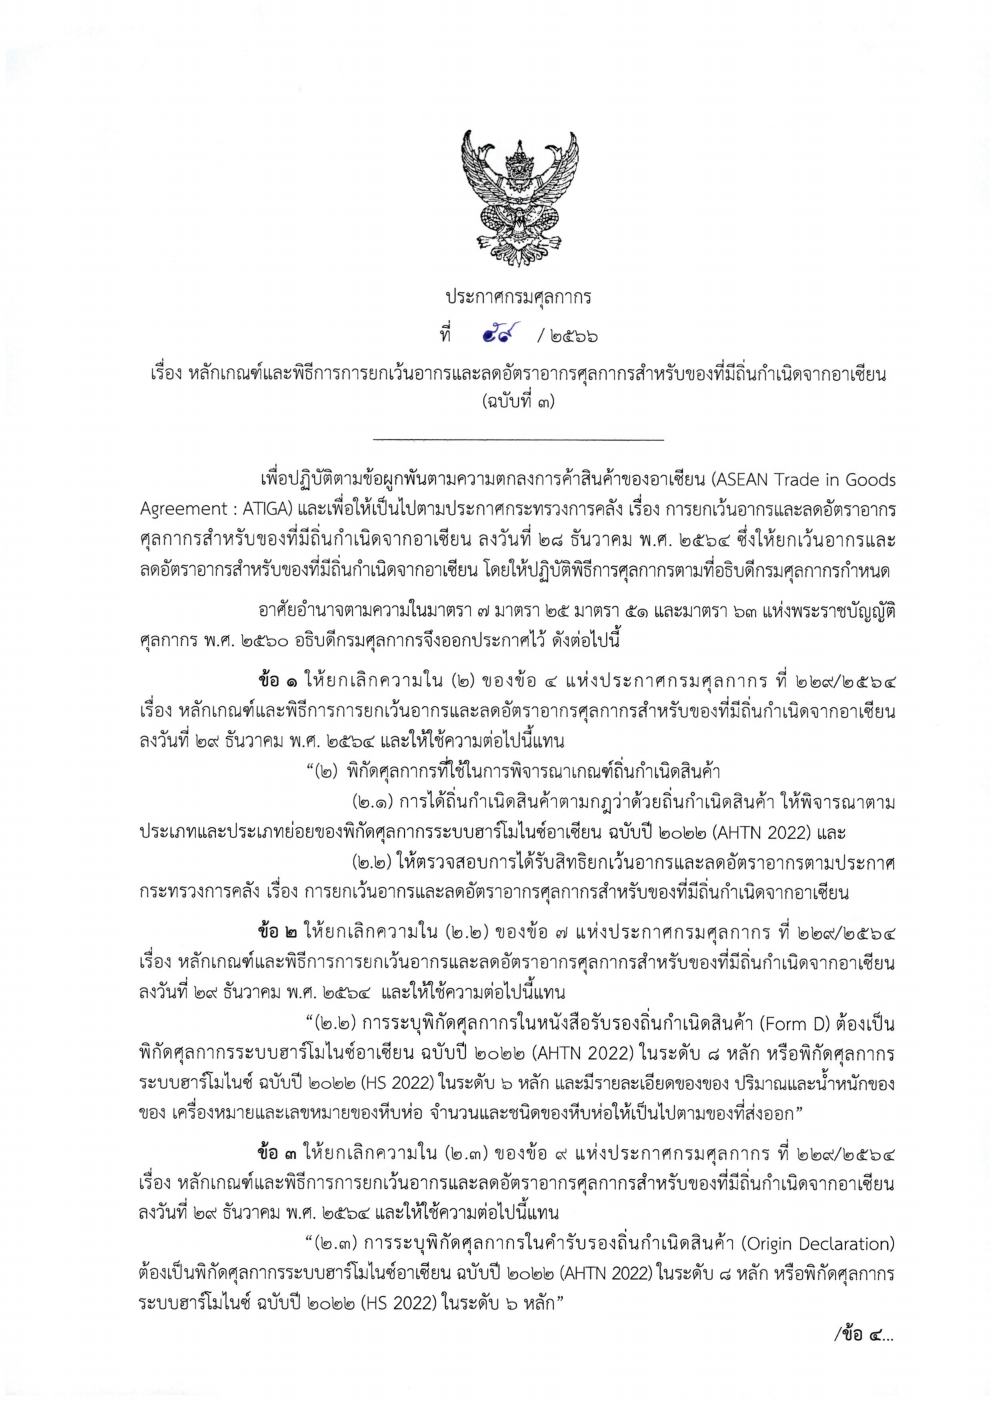 ประกาศกรมศุลกากร
ที่ / ๒๕๖๖
เรื่อง หลักเกณฑ์และพิธีการการยกเว้นอากรและลดอัตราอากรศุลกากรสำหรับของที่มีถิ่นกำเนิดจากอาเซียน
(ฉบับที่ ๓)
เพื่อปฏิบัติตามข้อผูกพันตามความตกลงการค้าสินค้าของอาเซียน (ASEAN Trade in Goods
Agreement : ATIGA) และเพื่อให้เป็นไปตามประกาศกระทรวงการคลัง เรื่อง การยกเว้นอากรและลดอัตราอากร
ศุลกากรสำหรับของที่มีถิ่นกำเนิดจากอาเซียน ลงวันที่ ๒๘ ธันวาคม พ.ศ. ๒๕๖๔ ซึ่งให้ยกเว้นอากรและ
ลดอัตราอากรสำหรับของที่มีถิ่นกำเนิดจากอาเซียน โดยให้ปฏิบัติพิธีการศุลกากรตามที่อธิบดีกรมศุลกากรกำหนด
อาศัยอำนาจตามความในมาตรา ๗ มาตรา ๒๕ มาตรา ๕๑ และมาตรา ๖๓ แห่งพระราชบัญญัติ
ศุลกากร พ.ศ. ๒๕๖๐ อธิบดีกรมศุลกากรจึงออกประกาศไว้ ดังต่อไปนี้
ข้อ ๑ ให้ยกเลิกความใน (๒) ของข้อ ๔ แห่งประกาศกรมศุลกากร ที่ ๒๒๙/๒๕๖๔
เรื่อง หลักเกณฑ์และพิธีการการยกเว้นอากรและลดอัตราอากรศุลกากรสำหรับของที่มีถิ่นกำเนิดจากอาเซียน
ลงวันที่ ๒๙ ธันวาคม พ.ศ. ๒๕๖๔ และให้ใช้ความต่อไปนี้แทน
“(๒) พิกัดศุลกากรที่ใช้ในการพิจารณาเกณฑ์ถิ่นกำเนิดสินค้า
(๒.๑) การได้ถิ่นกำเนิดสินค้าตามกฎว่าด้วยถิ่นกำเนิดสินค้า ให้พิจารณาตาม
ประเภทและประเภทย่อยของพิกัดศุลกากรระบบฮาร์โมไนซ์อาเซียน ฉบับปี ๒๐๒๒ (AHTN 2022) และ
(๒.๒) ให้ตรวจสอบการได้รับสิทธิยกเว้นอากรและลดอัตราอากรตามประกาศ
กระทรวงการคลัง เรื่อง การยกเว้นอากรและลดอัตราอากรศุลกากรสำหรับของที่มีถิ่นกำเนิดจากอาเซียน
ข้อ ๒ ให้ยกเลิกความใน (๒.๒) ของข้อ ๗ แห่งประกาศกรมศุลกากร ที่ ๒๒๙/๒๕๖๔
เรื่อง หลักเกณฑ์และพิธีการการยกเว้นอากรและลดอัตราอากรศุลกากรสำหรับของที่มีถิ่นกำเนิดจากอาเซียน
ลงวันที่ ๒๙ ธันวาคม พ.ศ. ๒๕๖๔ และให้ใช้ความต่อไปนี้แทน
“(๒.๒) การระบุพิกัดศุลกากรในหนังสือรับรองถิ่นกำเนิดสินค้า (Form D) ต้องเป็น
พิกัดศุลกากรระบบฮาร์โมไนซ์อาเซียน ฉบับปี ๒๐๒๒ (AHTN 2022) ในระดับ ๘ หลัก หรือพิกัดศุลกากร
ระบบฮาร์โมไนซ์ ฉบับปี ๒๐๒๒ (HS 2022) ในระดับ ๖ หลัก และมีรายละเอียดของของ ปริมาณและน้ำหนักของ
ของ เครื่องหมายและเลขหมายของหีบห่อ จำนวนและชนิดของหีบห่อให้เป็นไปตามของที่ส่งออก”
ข้อ ๓ ให้ยกเลิกความใน (๒.๓) ของข้อ ๙ แห่งประกาศกรมศุลกากร ที่ ๒๒๙/๒๕๖๔
เรื่อง หลักเกณฑ์และพิธีการการยกเว้นอากรและลดอัตราอากรศุลกากรสำหรับของที่มีถิ่นกำเนิดจากอาเซียน
ลงวันที่ ๒๙ ธันวาคม พ.ศ. ๒๕๖๔ และให้ใช้ความต่อไปนี้แทน
“(๒.๓) การระบุพิกัดศุลกากรในคำรับรองถิ่นกำเนิดสินค้า (Origin Declaration)
ต้องเป็นพิกัดศุลกากรระบบฮาร์โมไนซ์อาเซียน ฉบับปี ๒๐๒๒ (AHTN 2022) ในระดับ ๘ หลัก หรือพิกัดศุลกากร
ระบบฮาร์โมไนซ์ ฉบับปี ๒๐๒๒ (HS 2022) ในระดับ ๖ หลัก”
/ข้อ ๔...